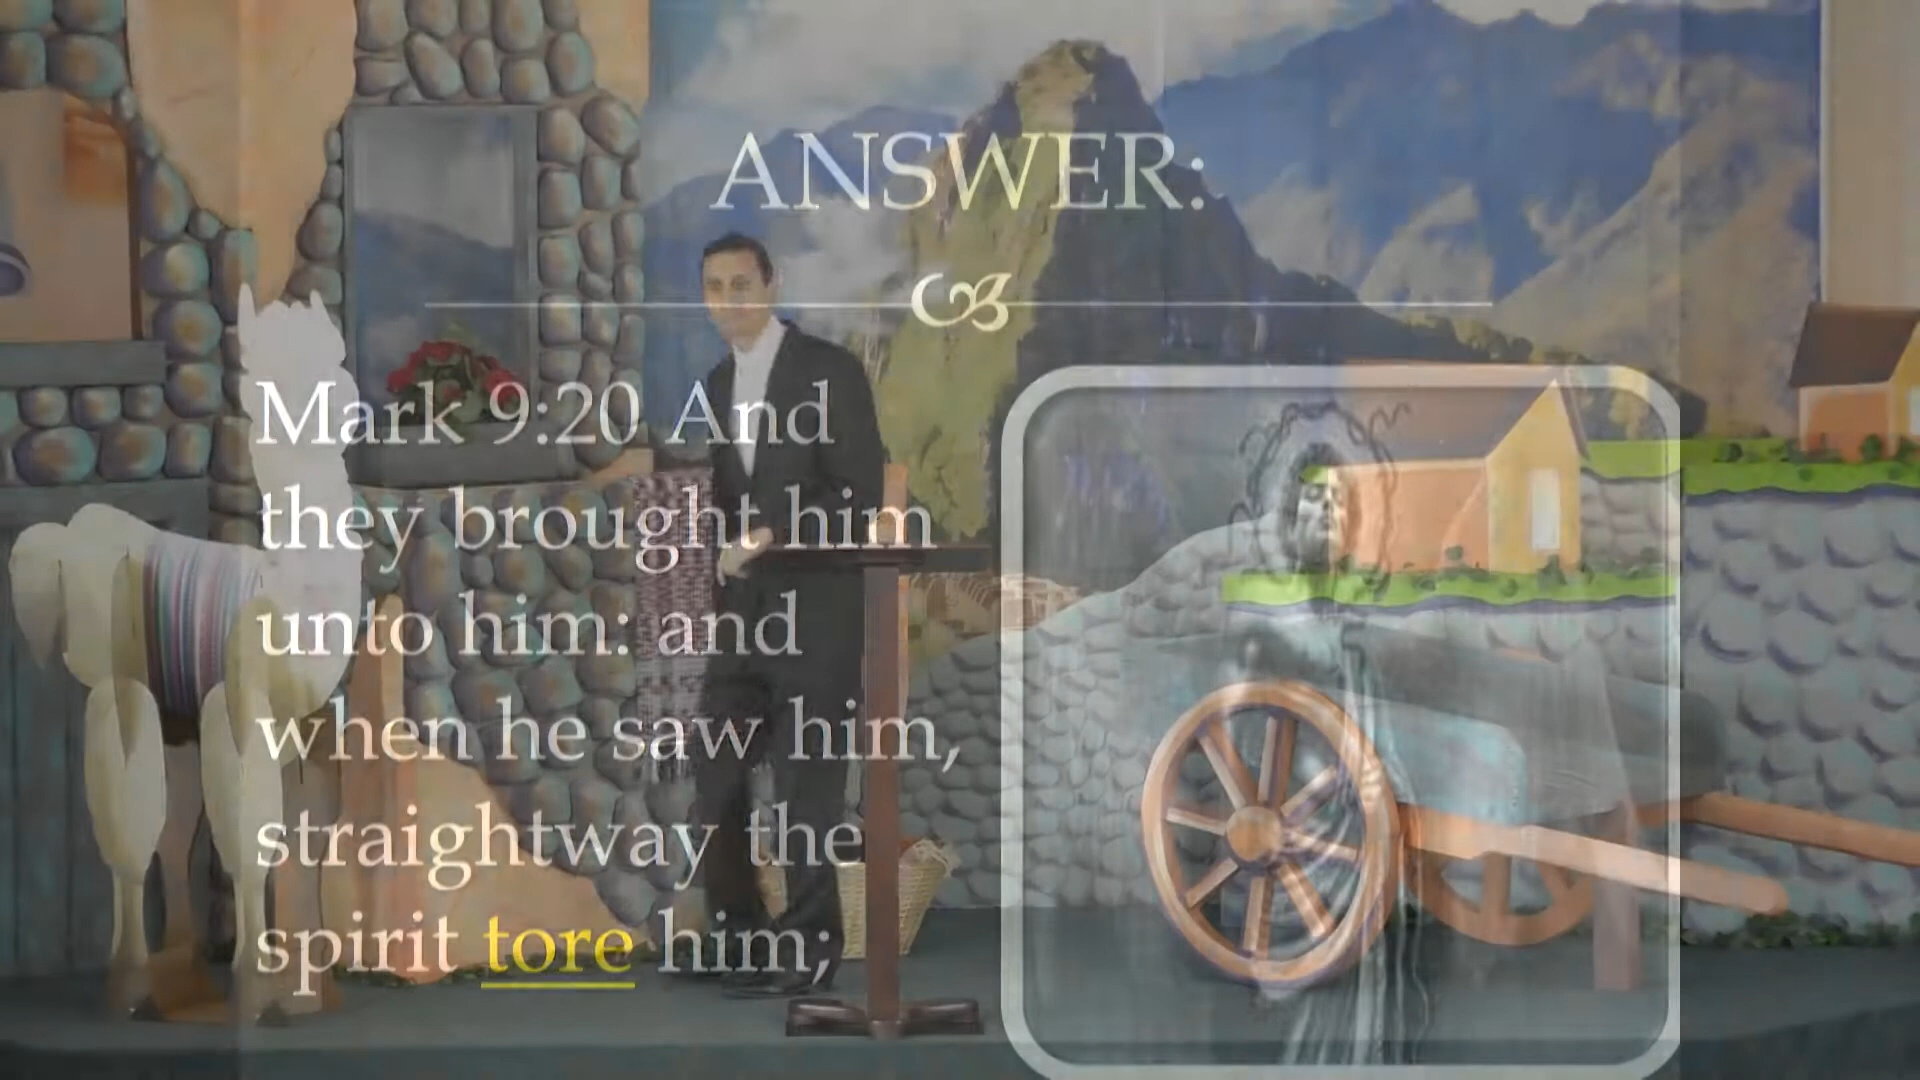 ANSWER:
Mark 9:20 And
they brought him
unto him: and
when he saw him,
straightway the
spirit tore him;